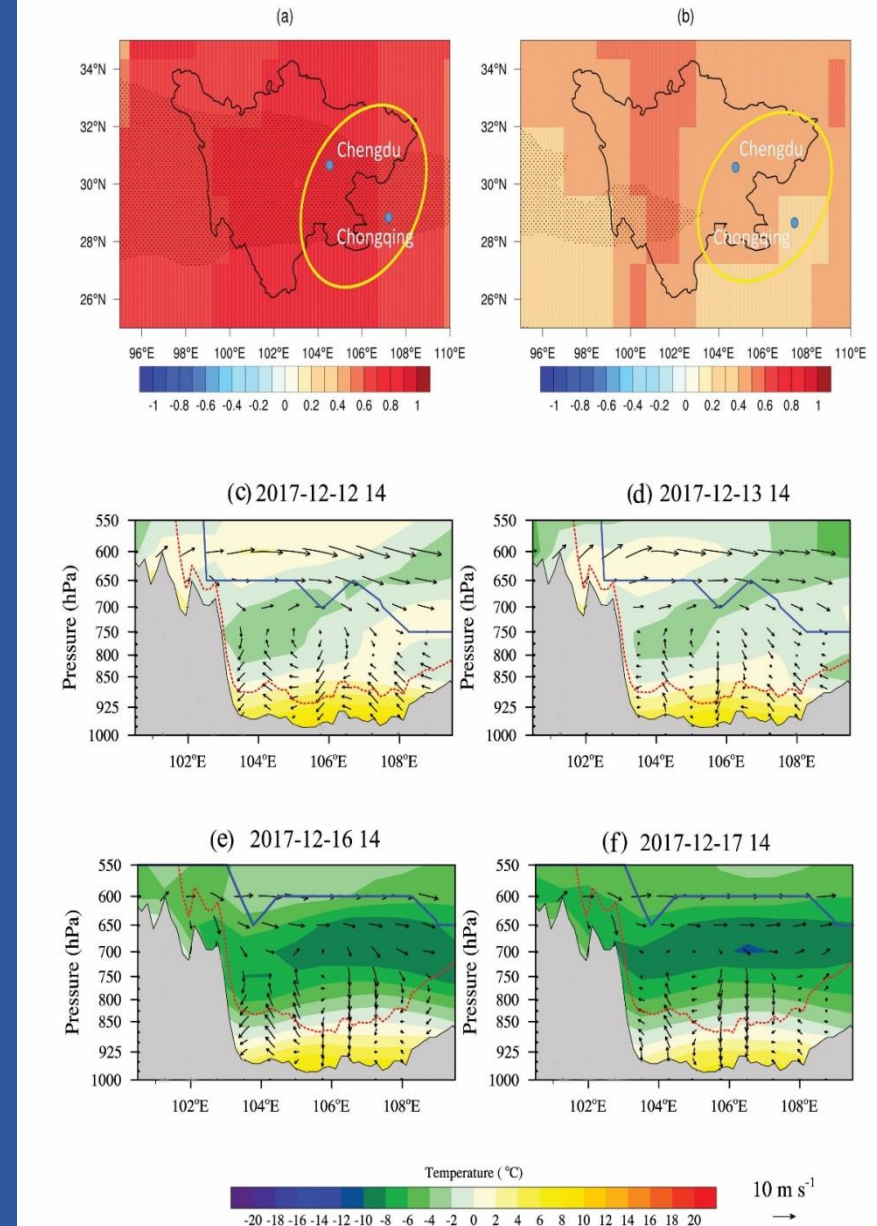 (a)
(b)
34°N
32°N
30°N
28°N
26°N
Chengdu
Chongqing
96°E 98°E 100°E 102°E 104°E 106°E 108°E 110°E
-1 -0.8 -0.6 -0.4 -0.2 0 0.2 0.4 0.6 0.8 1
34°N
32°N
30°N
28°N
26°N
Chengdu
Chongqing
96°E 98°E 100°E 102°E 104°E 106°E 108°E 110°E
-1 -0.8 -0.6 -0.4 -0.2 0 0.2 0.4 0.6 0.8 1
(c) 2017-12-12 14
Pressure (hPa)
550
600
650
700
750
800
850
925
1000
102°E 104°E 106°E 108°E
(d) 2017-12-13 14
Pressure (hPa)
550
600
650
700
750
800
850
925
1000
102°E 104°E 106°E 108°E
(e) 2017-12-16 14
Pressure (hPa)
550
600
650
700
750
800
850
925
1000
102°E 104°E 106°E 108°E
(f) 2017-12-17 14
Pressure (hPa)
550
600
650
700
750
800
850
925
1000
102°E 104°E 106°E 108°E
Temperature (°C)
-20 -18 -16 -14 -12 -10 -8 -6 -4 -2 0 2 4 6 8 10 12 14 16 18 20
10 m s⁻¹